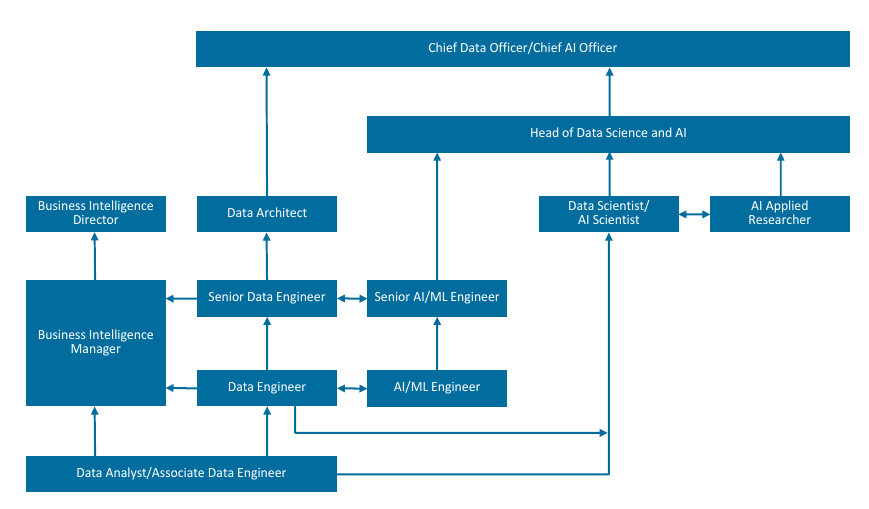 Chief Data Officer/Chief AI Officer
Head of Data Science and AI
Business Intelligence
Director
Data Architect
Data Scientist/
AI Scientist
AI Applied
Researcher
Senior Data Engineer
Senior AI/ML Engineer
Business Intelligence
Manager
Data Engineer
AI/ML Engineer
Data Analyst/Associate Data Engineer